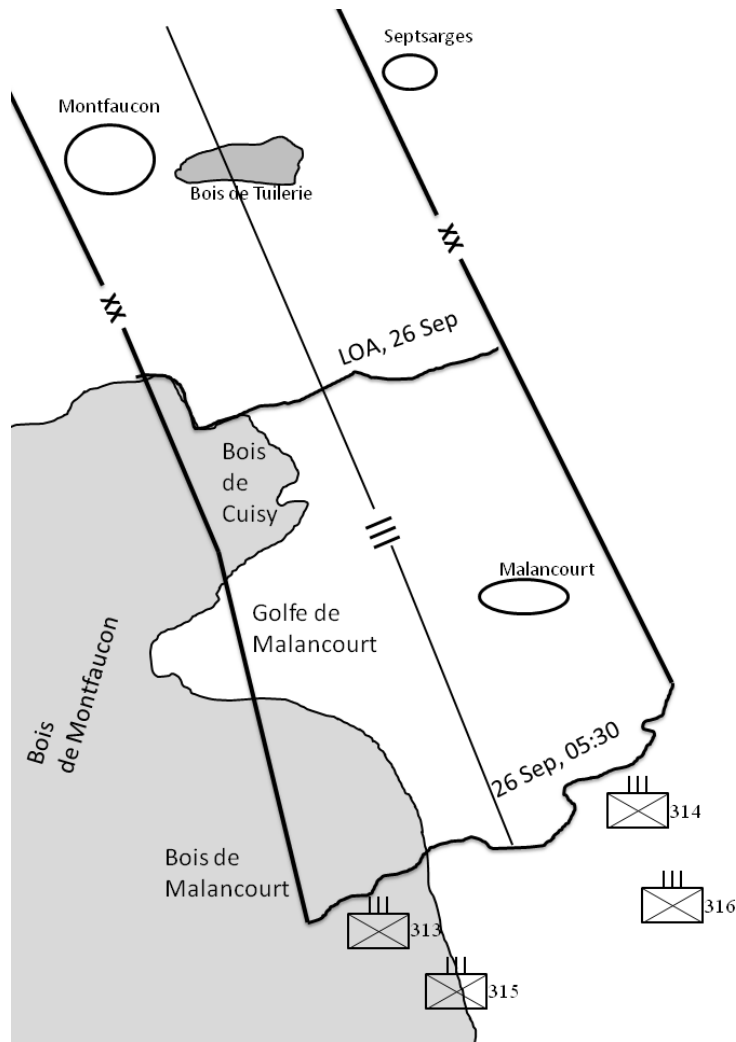 Septsarges
Montfaucon
Bois de Tuilerie
XX
XX
LOA, 26 Sep
Bois
de
Cuisy
Malancourt
Golfe de
Malancourt
Bois
de Montfaucon
26 Sep, 05:30
314
Bois de
Malancourt
316
313
315